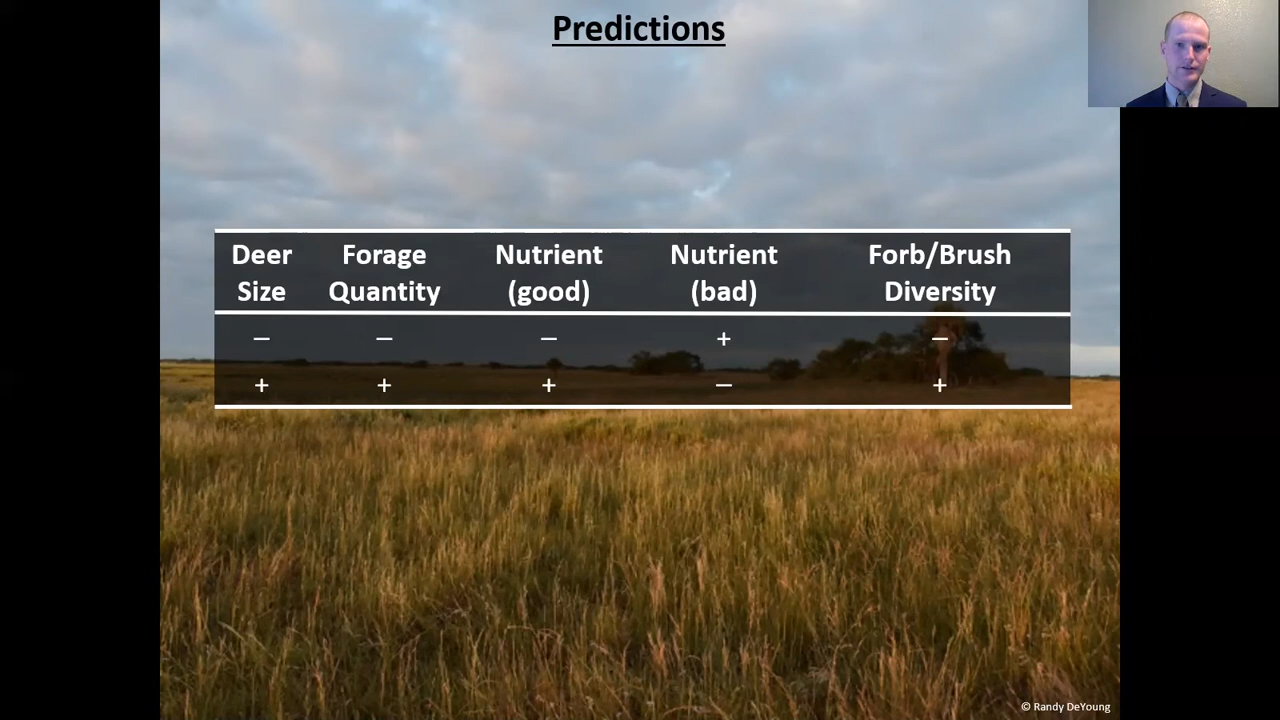 Predictions
Deer Size Forage Quantity Nutrient (good) Nutrient (bad) Forb/Brush Diversity
– – – + –
+ + + – +
© Randy DeYoung